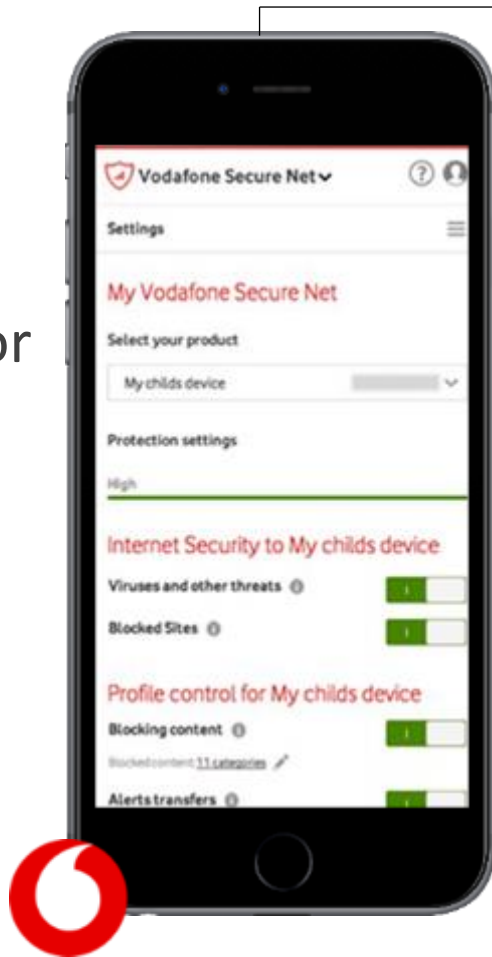 or
Vodafone Secure Net
?
Settings
My Vodafone Secure Net
Select your product
My childs device
Protection settings
High
Internet Security to My childs device
Viruses and other threats
Blocked Sites
Profile control for My childs device
Blocking content
Blocked content 11 categories
Alerts transfers